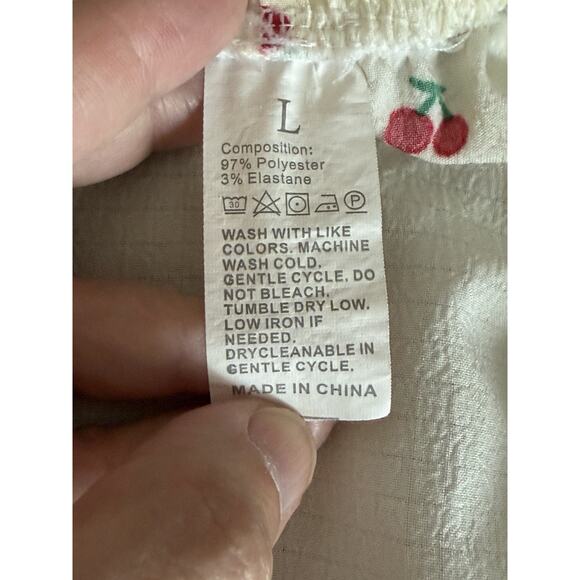 L
Composition:
97% Polyester
3% Elastane
30 P
WASH WITH LIKE
COLORS. MACHINE
WASH COLD.
GENTLE CYCLE. DO
NOT BLEACH.
TUMBLE DRY LOW.
LOW IRON IF
NEEDED.
DRYCLEANABLE IN
GENTLE CYCLE.
MADE IN CHINA